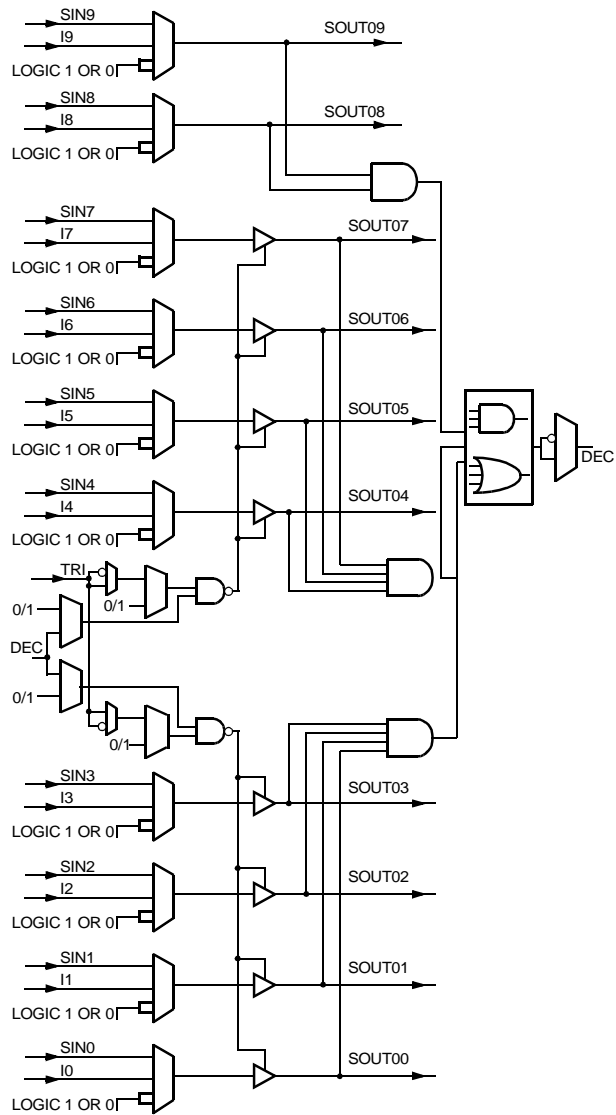 SIN9
I9
LOGIC 1 OR 0
SOUT09
SIN8
I8
LOGIC 1 OR 0
SOUT08
SIN7
I7
LOGIC 1 OR 0
SOUT07
SIN6
I6
LOGIC 1 OR 0
SOUT06
SIN5
I5
LOGIC 1 OR 0
SOUT05
DEC
SIN4
I4
LOGIC 1 OR 0
SOUT04
TRI
0/1
0/1
DEC
0/1
0/1
SIN3
I3
LOGIC 1 OR 0
SOUT03
SIN2
I2
LOGIC 1 OR 0
SOUT02
SIN1
I1
LOGIC 1 OR 0
SOUT01
SIN0
I0
LOGIC 1 OR 0
SOUT00